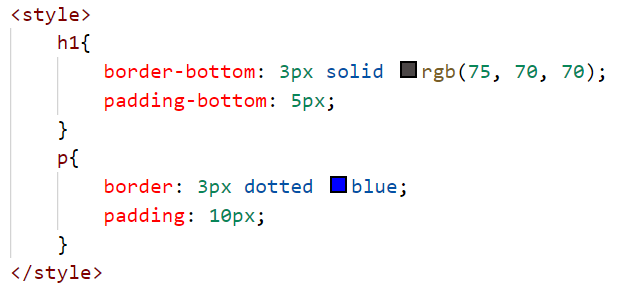 <style>
h1{
border-bottom: 3px solid rgb(75, 70, 70);
padding-bottom: 5px;
}
p{
border: 3px dotted blue;
padding: 10px;
}
</style>